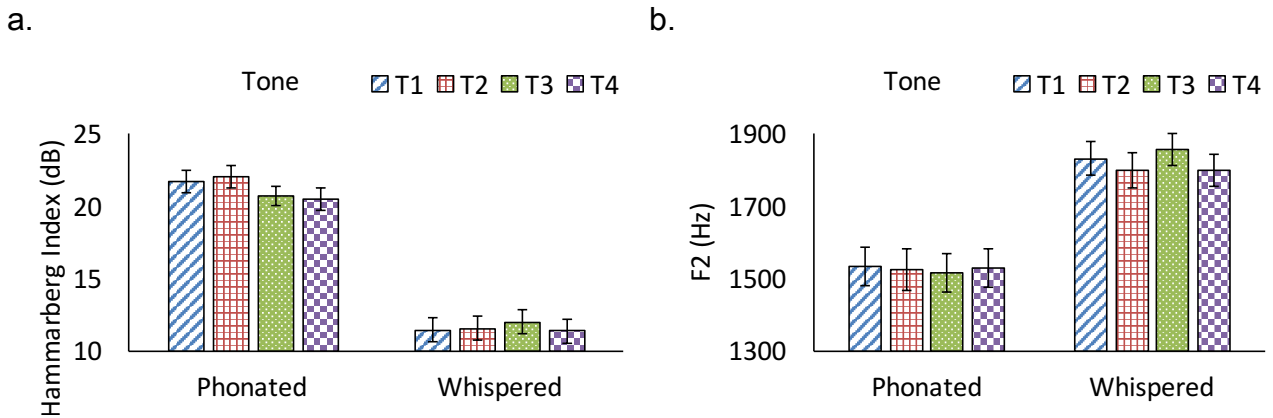 a.
Tone T1 T2 T3 T4
Hammarberg Index (dB)
25
20
15
10
Phonated Whispered
b.
Tone T1 T2 T3 T4
F2 (Hz)
1900
1700
1500
1300
Phonated Whispered